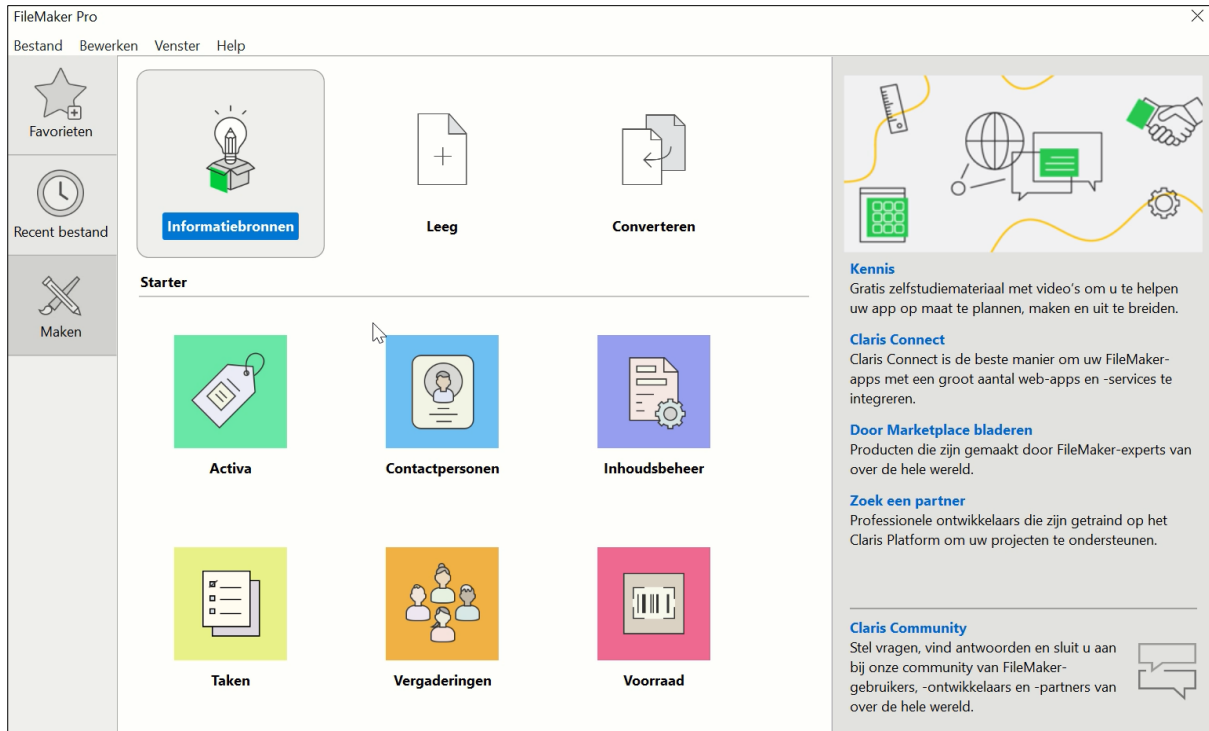 FileMaker Pro
Bestand Bewerken Venster Help
Favorieten
Recent bestand
Maken
Informatiebronnen
Leeg
Converteren
Starter
Activa
Contactpersonen
Inhoudsbeheer
Taken
Vergaderingen
Voorraad
Kennis
Gratis zelfstudiemateriaal met video's om u te helpen
uw app op maat te plannen, maken en uit te breiden.
Claris Connect
Claris Connect is de beste manier om uw FileMaker-
apps met een groot aantal web-apps en -services te
integreren.
Door Marketplace bladeren
Producten die zijn gemaakt door FileMaker-experts van
over de hele wereld.
Zoek een partner
Professionele ontwikkelaars die zijn getraind op het
Claris Platform om uw projecten te ondersteunen.
Claris Community
Stel vragen, vind antwoorden en sluit u aan
bij onze community van FileMaker-
gebruikers, -ontwikkelaars en -partners van
over de hele wereld.